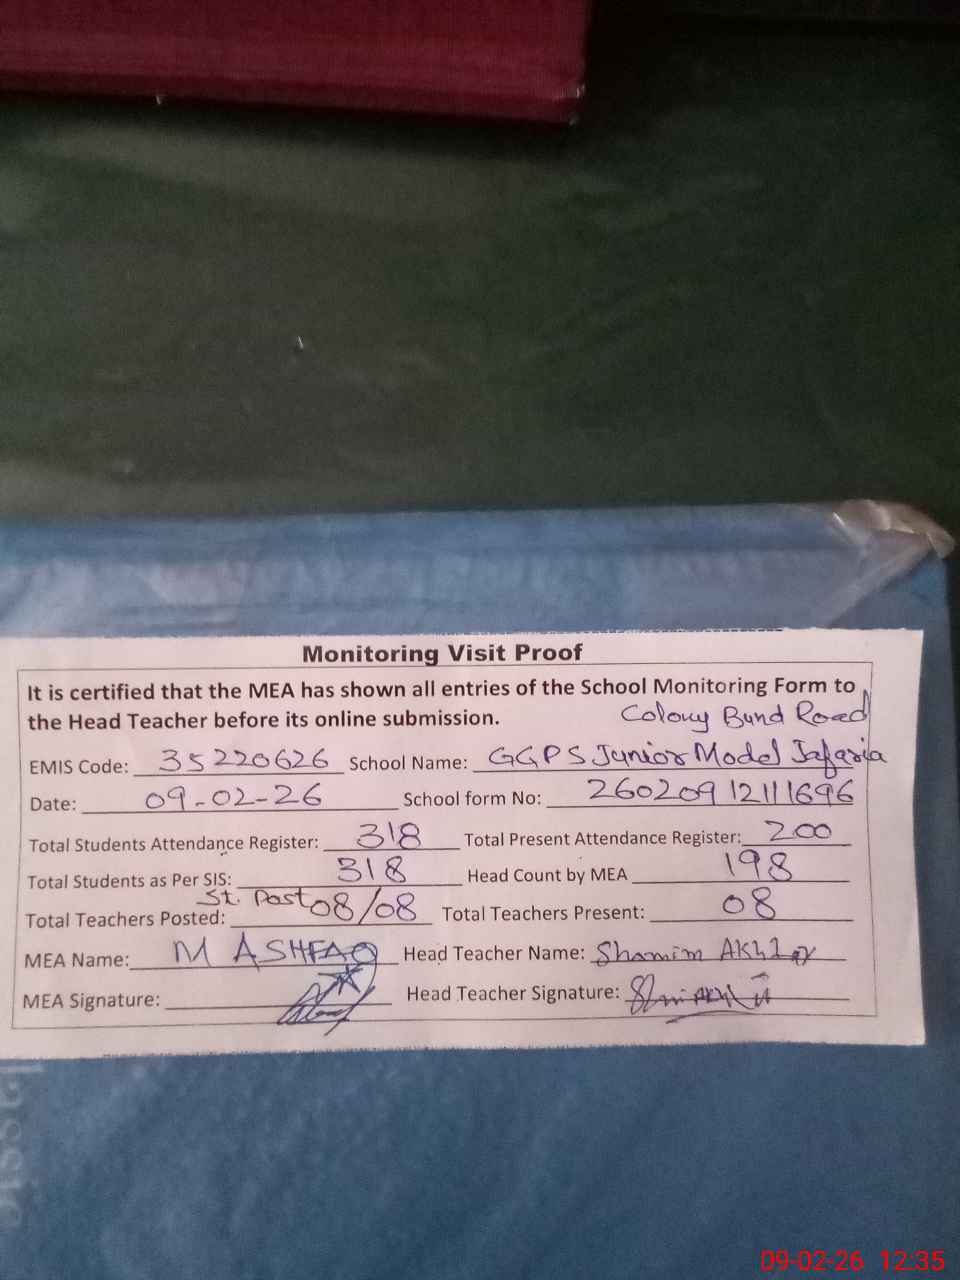 Monitoring Visit Proof
It is certified that the MEA has shown all entries of the School Monitoring Form to
the Head Teacher before its online submission.
Colony Bund Road
EMIS Code: 35220626 School Name: GGPS Junior Model Jafaria
Date: 09-02-26 School form No: 26020912111696
Total Students Attendance Register: 318 Total Present Attendance Register: 200
Total Students as Per SIS: 318 Head Count by MEA 198
Total Teachers Posted: St. Post 08/08 Total Teachers Present: 08
MEA Name: M ASHFAQ Head Teacher Name: Shamim Akhtar
MEA Signature: Head Teacher Signature:
09-02-26 12:35